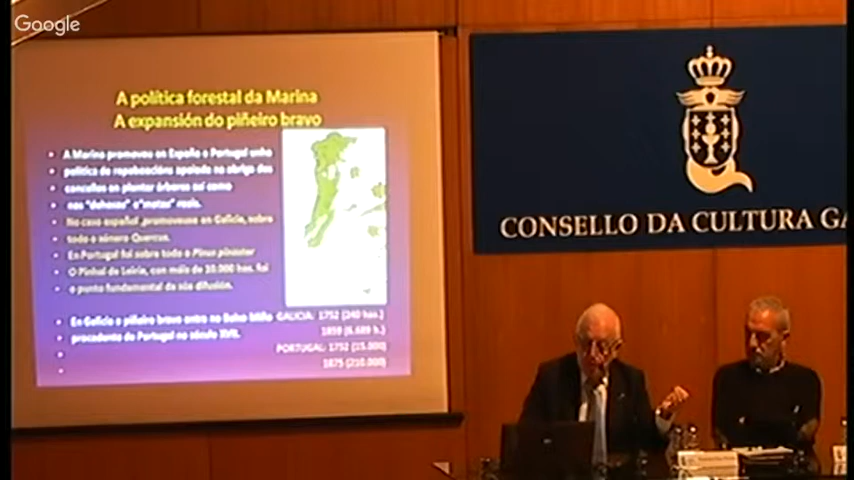 Google
A política forestal da Marina
A expansión do piñeiro bravo
A Marina promoveu en España e Portugal unha
política de repoboacións apoiada na obriga dos
concellos en plantar árbores así como
nas "dehesas" e "matas" reais.
No caso español promoveuse en Galicia, sobre
todo o xénero Quercus.
En Portugal foi sobre todo o Pinus pinaster
O Pinhal de Leiria, con máis de 10.000 has. foi
o punto fundamental da súa difusión.
En Galicia o piñeiro bravo entra no Baixo Miño
procedente de Portugal no século XVIII.
GALICIA: 1752 (240 has.)
1859 (6.689 h.)
PORTUGAL: 1752 (15.000)
1875 (210.000)
CONSELLO DA CULTURA GA